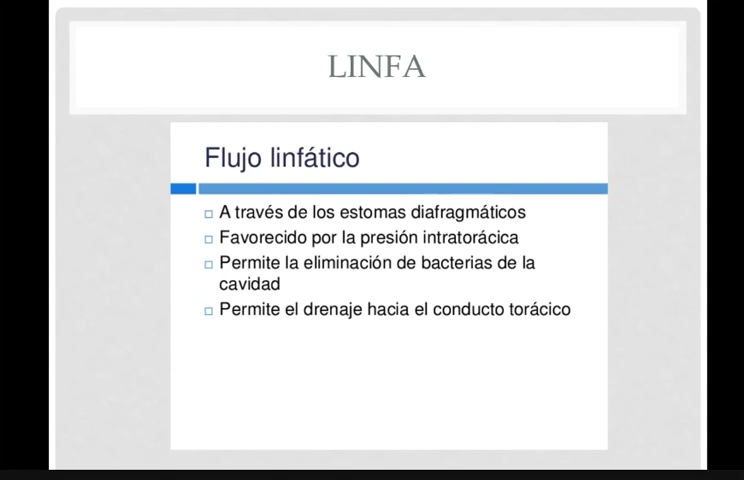 LINFA
Flujo linfático
A través de los estomas diafragmáticos
Favorecido por la presión intratorácica
Permite la eliminación de bacterias de la
cavidad
Permite el drenaje hacia el conducto torácico